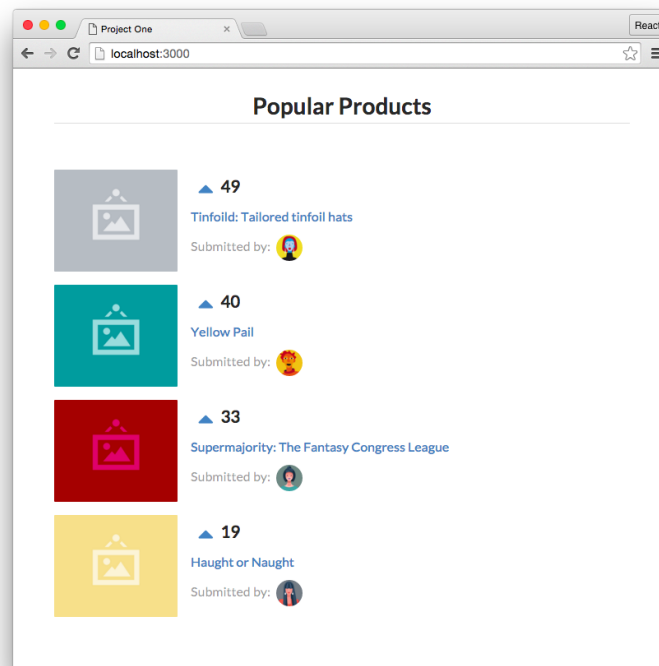 Project One
React
localhost:3000
Popular Products
49
Tinfoild: Tailored tinfoil hats
Submitted by:
40
Yellow Pail
Submitted by:
33
Supermajority: The Fantasy Congress League
Submitted by:
19
Haught or Naught
Submitted by: